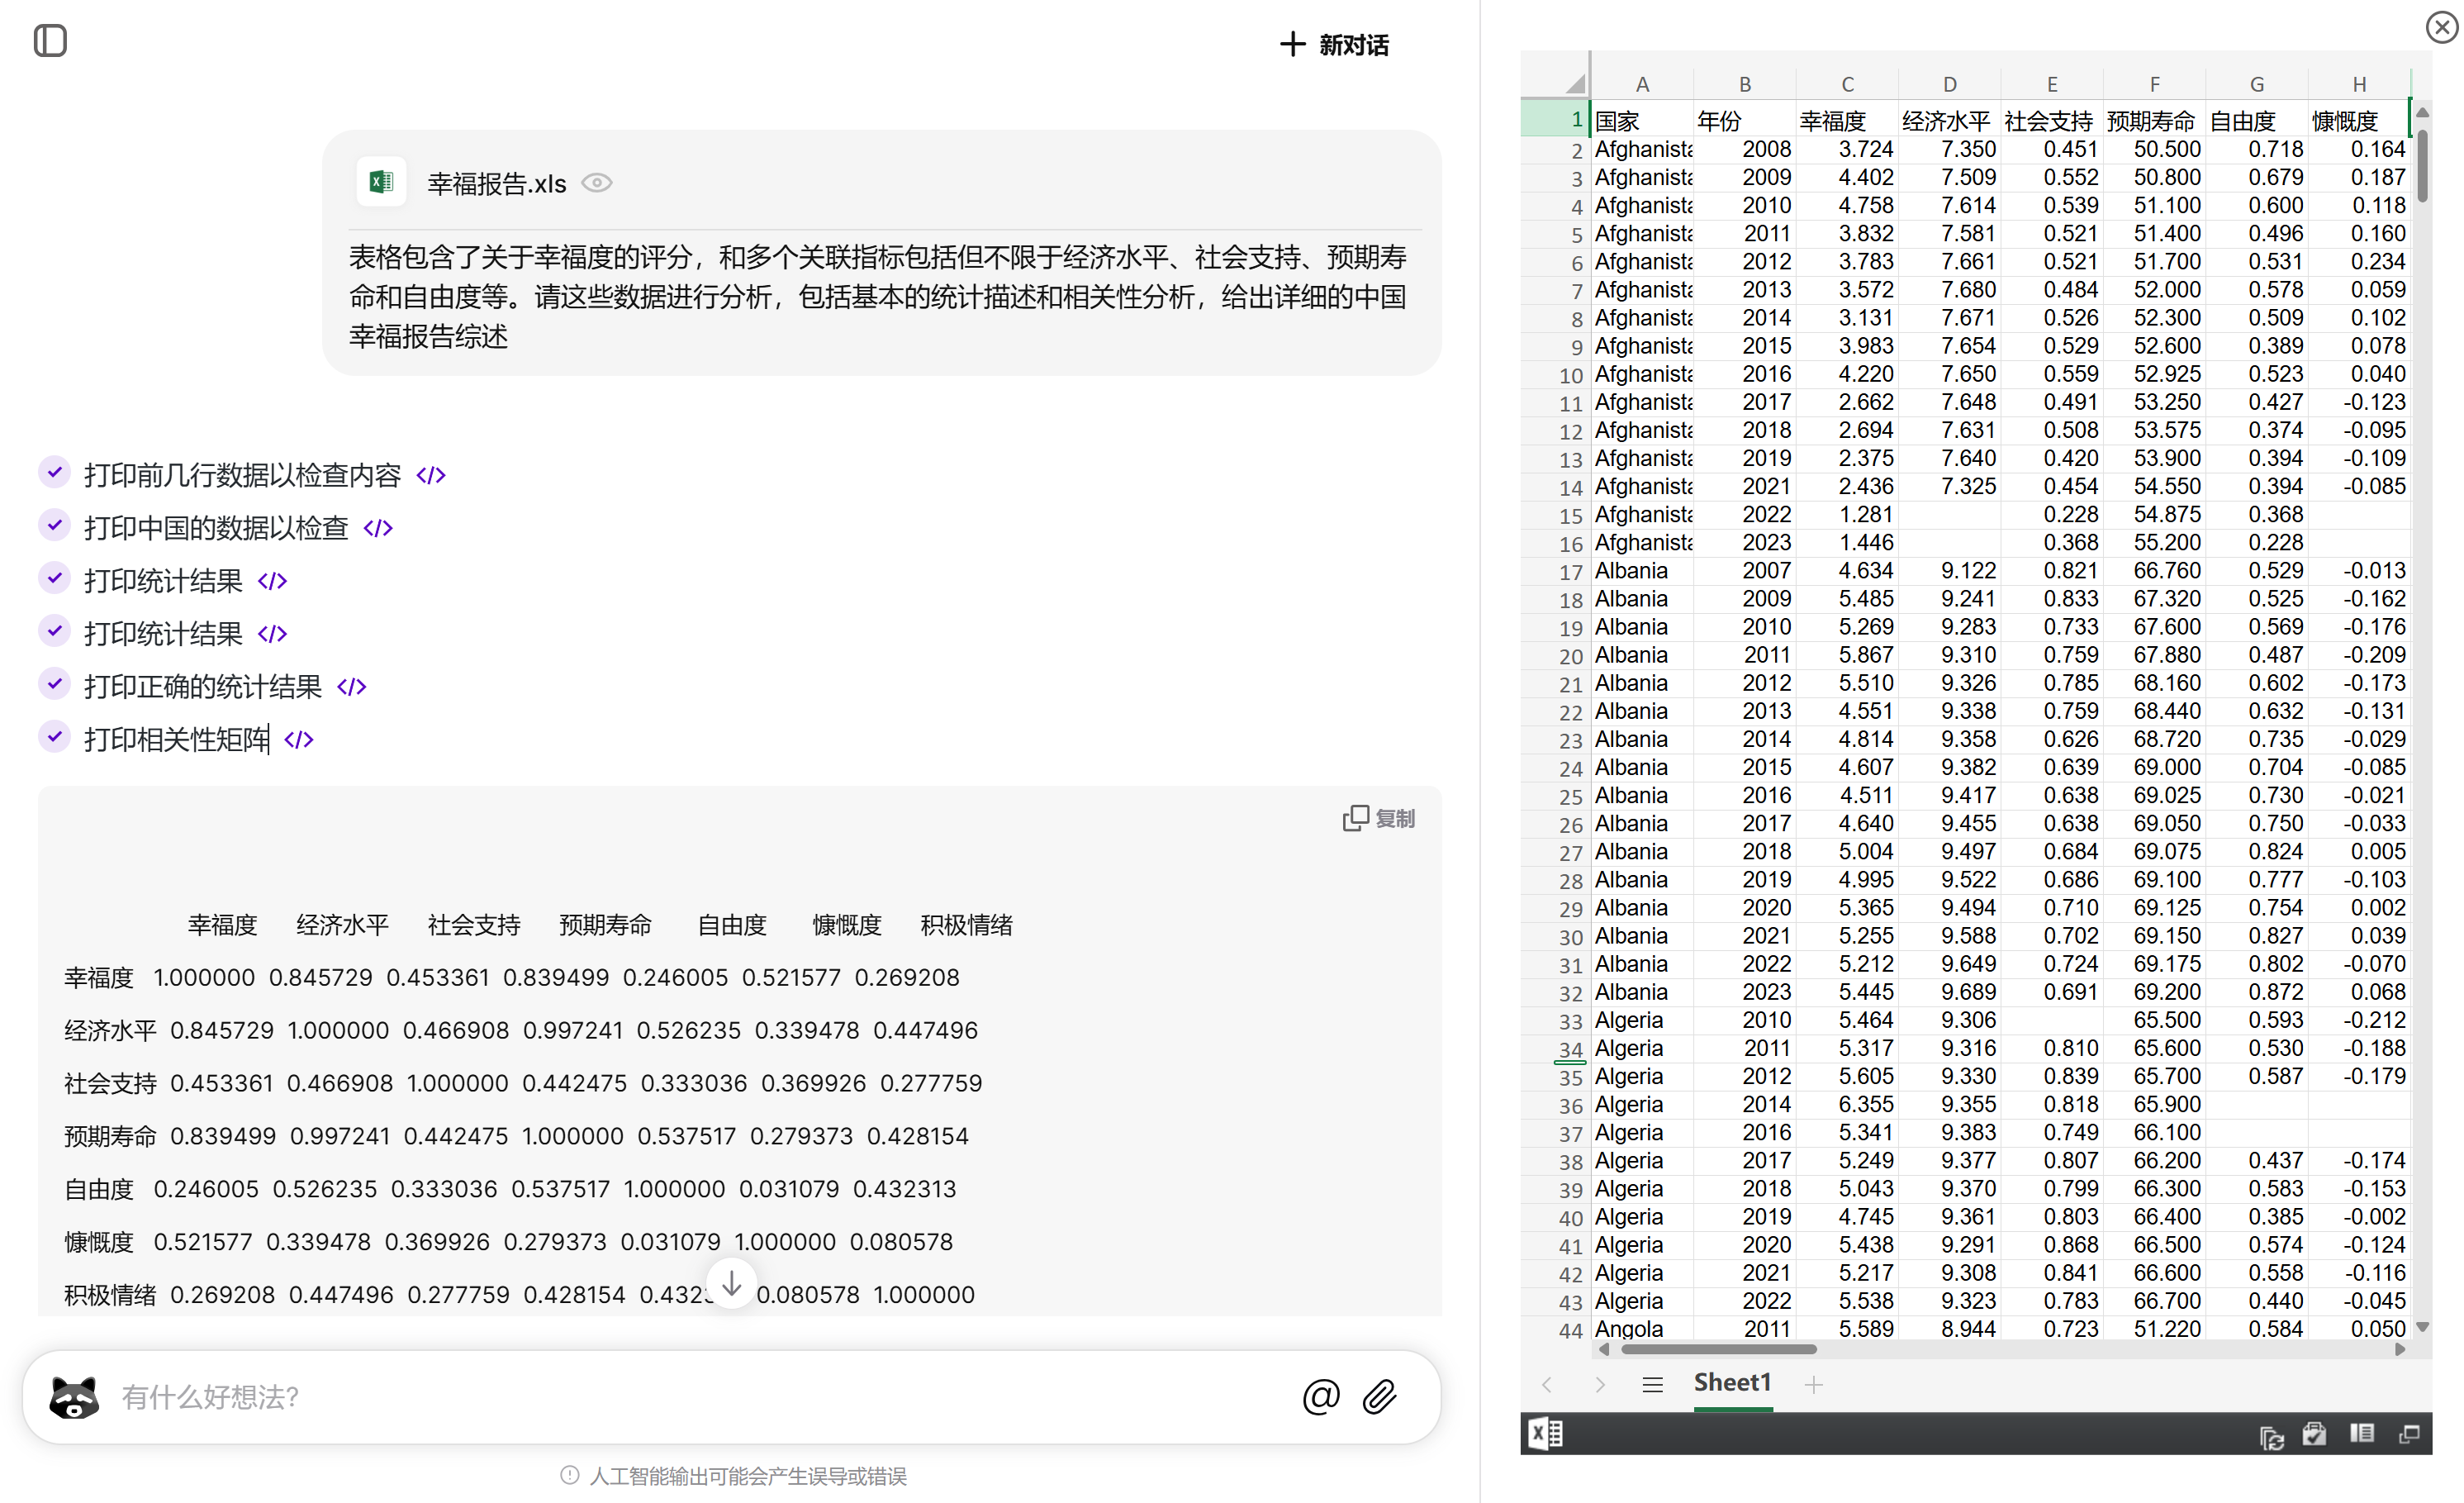 新对话
幸福报告.xls
表格包含了关于幸福度的评分，和多个关联指标包括但不限于经济水平、社会支持、预期寿
命和自由度等。请这些数据进行分析，包括基本的统计描述和相关性分析，给出详细的中国
幸福报告综述
打印前几行数据以检查内容 </>
打印中国的数据以检查 </>
打印统计结果 </>
打印统计结果 </>
打印正确的统计结果 </>
打印相关性矩阵 </>
复制
幸福度 经济水平 社会支持 预期寿命 自由度 慷慨度 积极情绪
幸福度 1.000000 0.845729 0.453361 0.839499 0.246005 0.521577 0.269208
经济水平 0.845729 1.000000 0.466908 0.997241 0.526235 0.339478 0.447496
社会支持 0.453361 0.466908 1.000000 0.442475 0.333036 0.369926 0.277759
预期寿命 0.839499 0.997241 0.442475 1.000000 0.537517 0.279373 0.428154
自由度 0.246005 0.526235 0.333036 0.537517 1.000000 0.031079 0.432313
慷慨度 0.521577 0.339478 0.369926 0.279373 0.031079 1.000000 0.080578
积极情绪 0.269208 0.447496 0.277759 0.428154 0.080578 1.000000
有什么好想法?
@
人工智能输出可能会产生误导或错误
A B C D E F G H
1 国家 年份 幸福度 经济水平 社会支持 预期寿命 自由度 慷慨度
2 Afghanista 2008 3.724 7.350 0.451 50.500 0.718 0.164
3 Afghanista 2009 4.402 7.509 0.552 50.800 0.679 0.187
4 Afghanista 2010 4.758 7.614 0.539 51.100 0.600 0.118
5 Afghanista 2011 3.832 7.581 0.521 51.400 0.496 0.160
6 Afghanista 2012 3.783 7.661 0.521 51.700 0.531 0.234
7 Afghanista 2013 3.572 7.680 0.484 52.000 0.578 0.059
8 Afghanista 2014 3.131 7.671 0.526 52.300 0.509 0.102
9 Afghanista 2015 3.983 7.654 0.529 52.600 0.389 0.078
10 Afghanista 2016 4.220 7.650 0.559 52.925 0.523 0.040
11 Afghanista 2017 2.662 7.648 0.491 53.250 0.427 -0.123
12 Afghanista 2018 2.694 7.631 0.508 53.575 0.374 -0.095
13 Afghanista 2019 2.375 7.640 0.420 53.900 0.394 -0.109
14 Afghanista 2021 2.436 7.325 0.454 54.550 0.394 -0.085
15 Afghanista 2022 1.281 0.228 54.875 0.368
16 Afghanista 2023 1.446 0.368 55.200 0.228
17 Albania 2007 4.634 9.122 0.821 66.760 0.529 -0.013
18 Albania 2009 5.485 9.241 0.833 67.320 0.525 -0.162
19 Albania 2010 5.269 9.283 0.733 67.600 0.569 -0.176
20 Albania 2011 5.867 9.310 0.759 67.880 0.487 -0.209
21 Albania 2012 5.510 9.326 0.785 68.160 0.602 -0.173
22 Albania 2013 4.551 9.338 0.759 68.440 0.632 -0.131
23 Albania 2014 4.814 9.358 0.626 68.720 0.735 -0.029
24 Albania 2015 4.607 9.382 0.639 69.000 0.704 -0.085
25 Albania 2016 4.511 9.417 0.638 69.025 0.730 -0.021
26 Albania 2017 4.640 9.455 0.638 69.050 0.750 -0.033
27 Albania 2018 5.004 9.497 0.684 69.075 0.824 0.005
28 Albania 2019 4.995 9.522 0.686 69.100 0.777 -0.103
29 Albania 2020 5.365 9.494 0.710 69.125 0.754 0.002
30 Albania 2021 5.255 9.588 0.702 69.150 0.827 0.039
31 Albania 2022 5.212 9.649 0.724 69.175 0.802 -0.070
32 Albania 2023 5.445 9.689 0.691 69.200 0.872 0.068
33 Algeria 2010 5.464 9.306 65.500 0.593 -0.212
34 Algeria 2011 5.317 9.316 0.810 65.600 0.530 -0.188
35 Algeria 2012 5.605 9.330 0.839 65.700 0.587 -0.179
36 Algeria 2014 6.355 9.355 0.818 65.900
37 Algeria 2016 5.341 9.383 0.749 66.100
38 Algeria 2017 5.249 9.377 0.807 66.200 0.437 -0.174
39 Algeria 2018 5.043 9.370 0.799 66.300 0.583 -0.153
40 Algeria 2019 4.745 9.361 0.803 66.400 0.385 -0.002
41 Algeria 2020 5.438 9.291 0.868 66.500 0.574 -0.124
42 Algeria 2021 5.217 9.308 0.841 66.600 0.558 -0.116
43 Algeria 2022 5.538 9.323 0.783 66.700 0.440 -0.045
44 Angola 2011 5.589 8.944 0.723 51.220 0.584 0.050
Sheet1